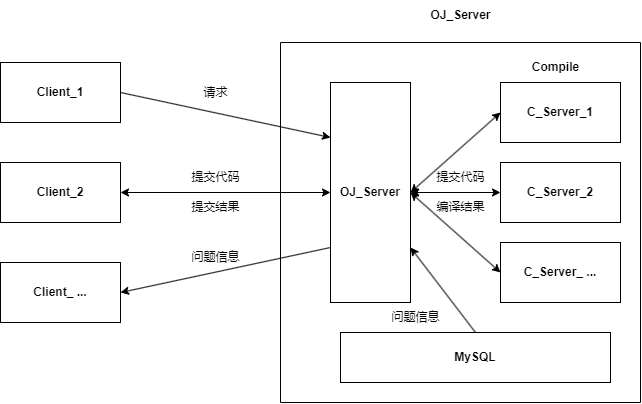 OJ_Server
Compile
Client_1
请求
C_Server_1
Client_2
提交代码
提交结果
OJ_Server
提交代码
编译结果
C_Server_2
问题信息
Client_ ...
C_Server_ ...
问题信息
MySQL